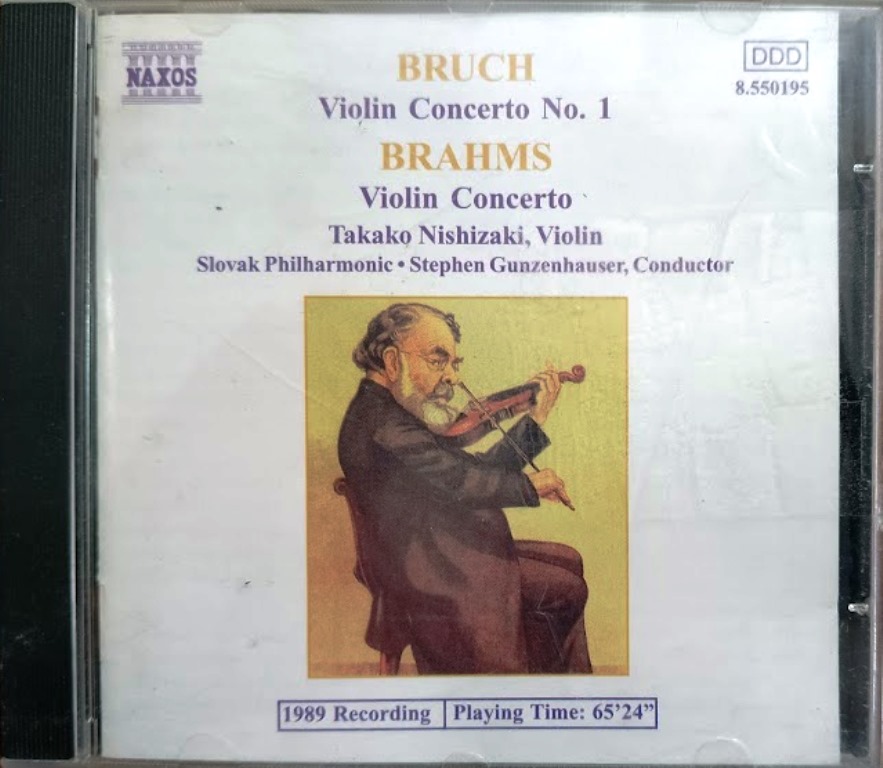 NAXOS
DDD
8.550195
BRUCH
Violin Concerto No. 1
BRAHMS
Violin Concerto
Takako Nishizaki, Violin
Slovak Philharmonic • Stephen Gunzenhauser, Conductor
1989 Recording | Playing Time: 65'24”